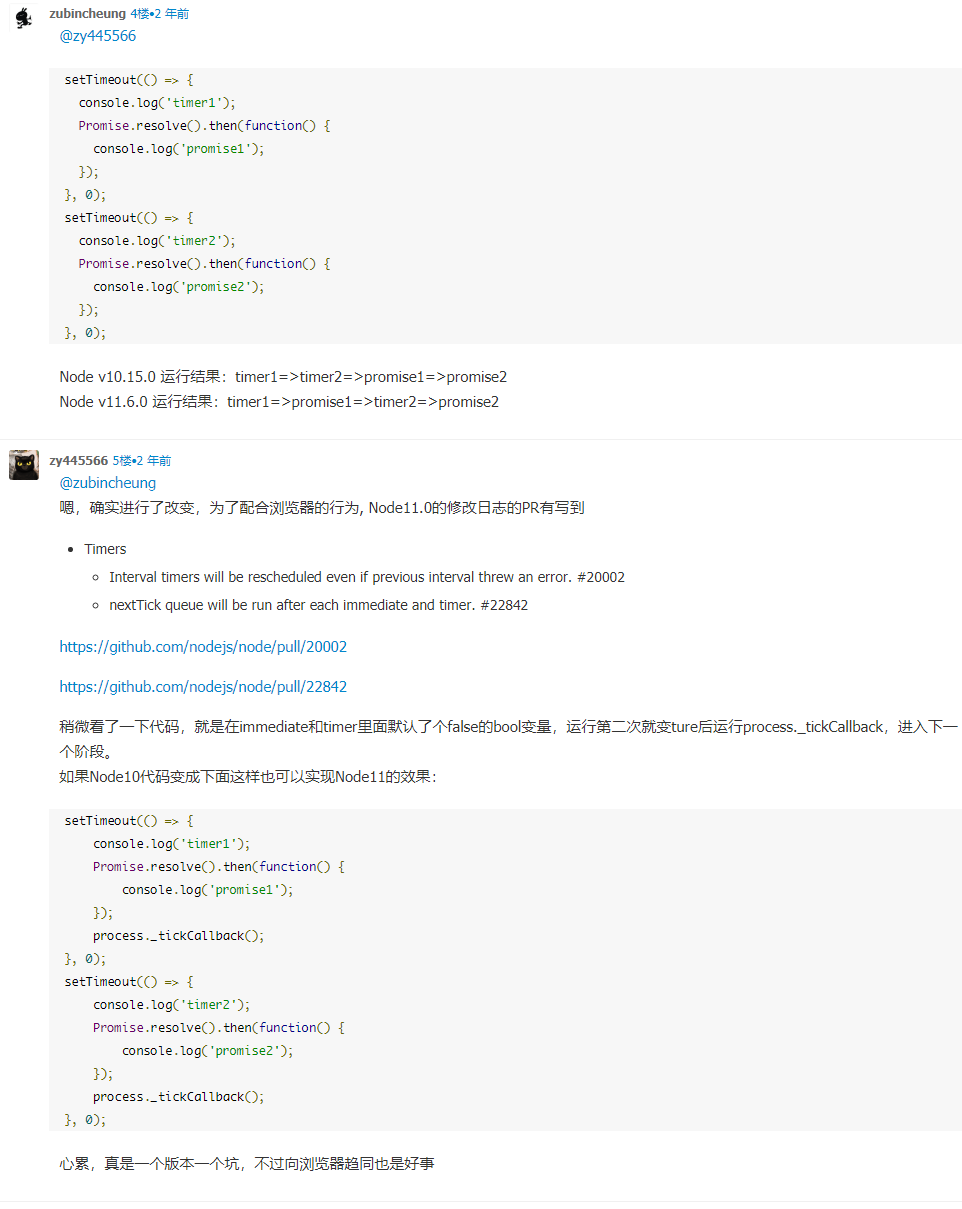 zubincheung 4楼•2 年前
@zy445566
setTimeout(() => {
  console.log('timer1');
  Promise.resolve().then(function() {
    console.log('promise1');
  });
}, 0);
setTimeout(() => {
  console.log('timer2');
  Promise.resolve().then(function() {
    console.log('promise2');
  });
}, 0);
Node v10.15.0 运行结果：timer1=>timer2=>promise1=>promise2
Node v11.6.0 运行结果：timer1=>promise1=>timer2=>promise2
zy445566 5楼•2 年前
@zubincheung
嗯，确实进行了改变，为了配合浏览器的行为, Node11.0的修改日志的PR有写到
• Timers
◦ Interval timers will be rescheduled even if previous interval threw an error. #20002
◦ nextTick queue will be run after each immediate and timer. #22842
https://github.com/nodejs/node/pull/20002
https://github.com/nodejs/node/pull/22842
稍微看了一下代码，就是在immediate和timer里面默认了个false的bool变量，运行第二次就变ture后运行process._tickCallback，进入下一
个阶段。
如果Node10代码变成下面这样也可以实现Node11的效果：
setTimeout(() => {
    console.log('timer1');
    Promise.resolve().then(function() {
        console.log('promise1');
    });
    process._tickCallback();
}, 0);
setTimeout(() => {
    console.log('timer2');
    Promise.resolve().then(function() {
        console.log('promise2');
    });
    process._tickCallback();
}, 0);
心累，真是一个版本一个坑，不过向浏览器趋同也是好事